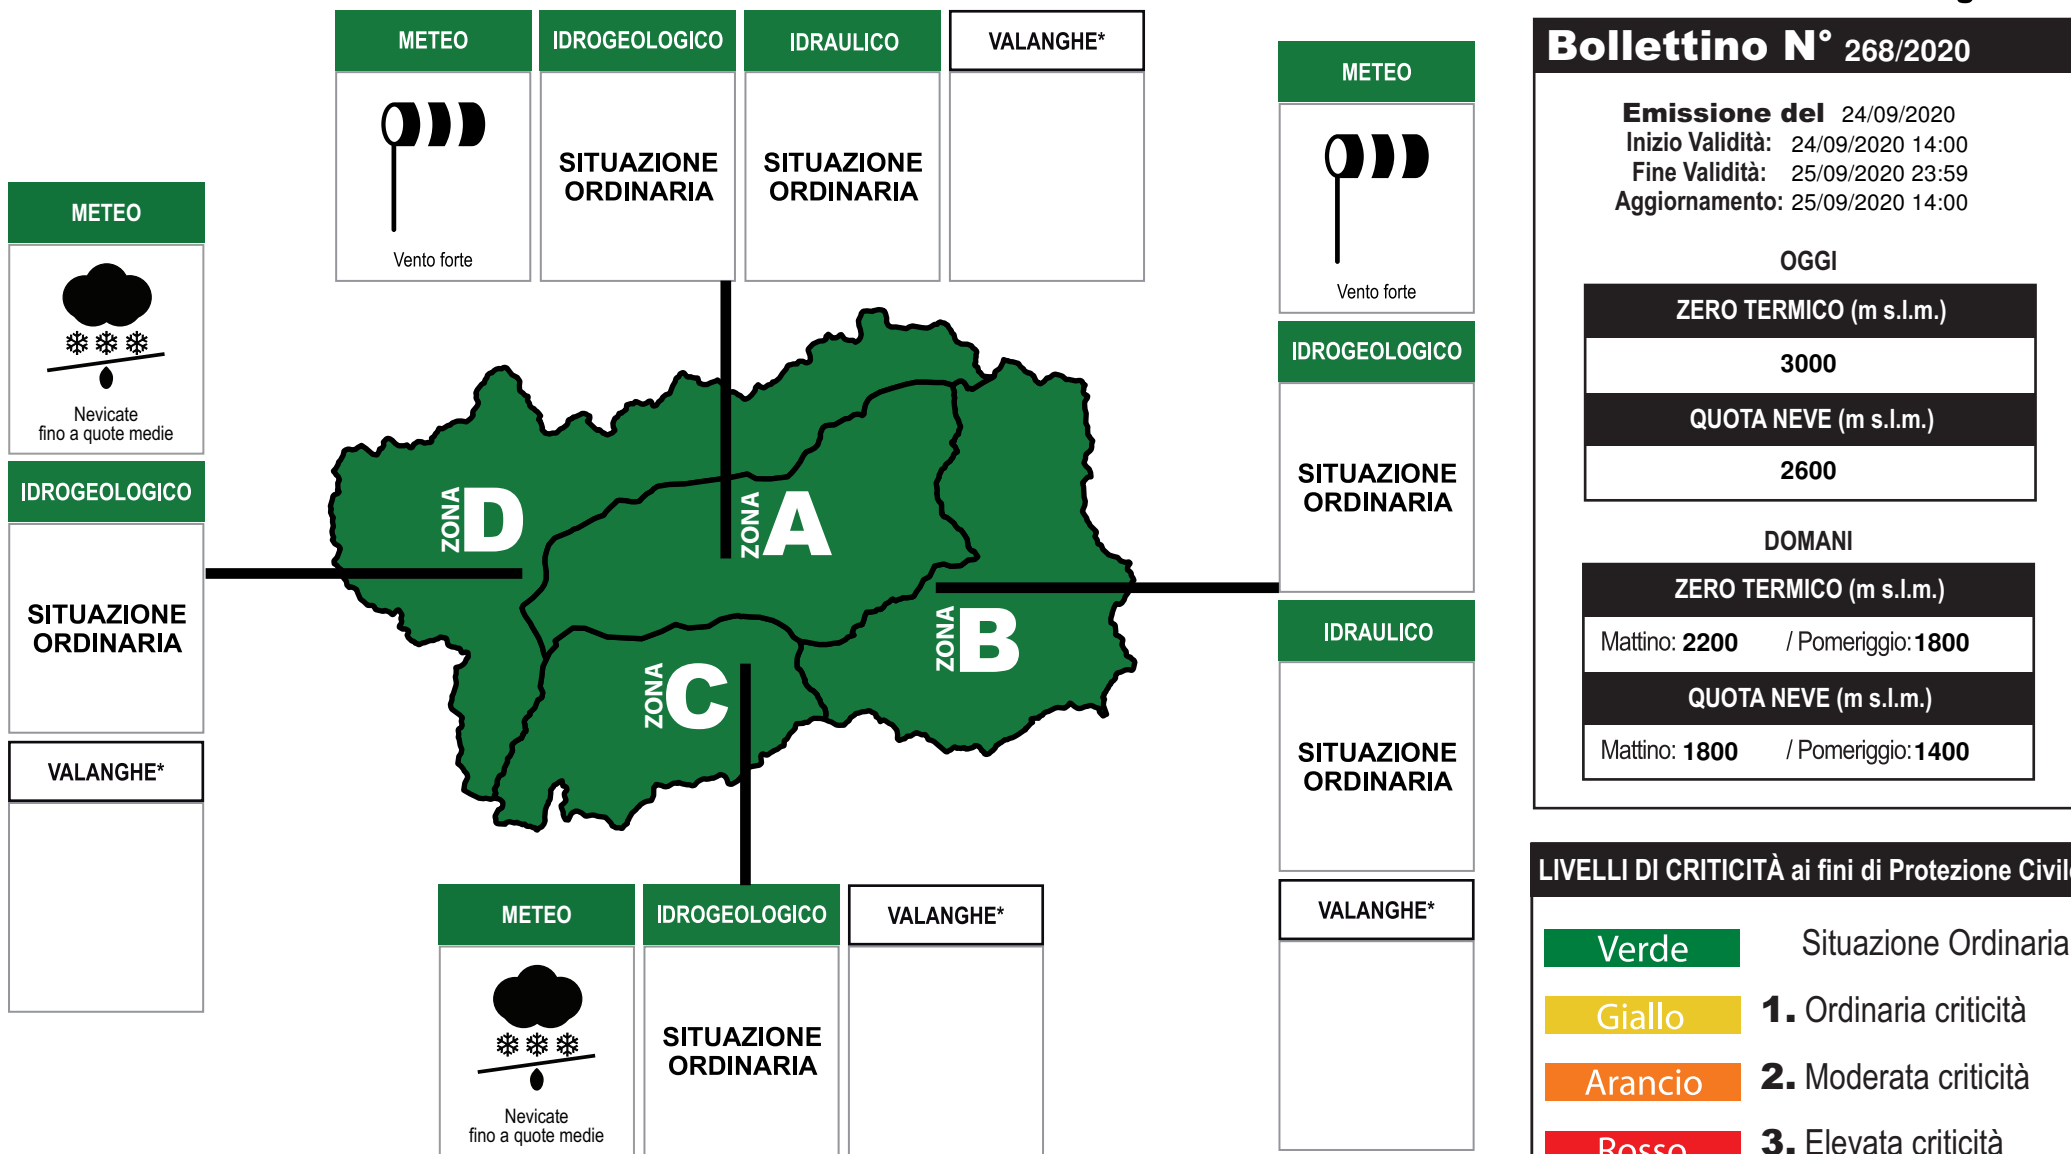 METEO
IDROGEOLOGICO
IDRAULICO
VALANGHE*
Vento forte
SITUAZIONE
ORDINARIA
SITUAZIONE
ORDINARIA
METEO
Nevicate
fino a quote medie
IDROGEOLOGICO
SITUAZIONE
ORDINARIA
VALANGHE*
ZONA D
ZONA A
ZONA B
ZONA C
METEO
Vento forte
IDROGEOLOGICO
SITUAZIONE
ORDINARIA
IDRAULICO
SITUAZIONE
ORDINARIA
VALANGHE*
METEO
IDROGEOLOGICO
VALANGHE*
Nevicate
fino a quote medie
SITUAZIONE
ORDINARIA
Bollettino N° 268/2020
Emissione del 24/09/2020
Inizio Validità: 24/09/2020 14:00
Fine Validità: 25/09/2020 23:59
Aggiornamento: 25/09/2020 14:00
OGGI
ZERO TERMICO (m s.l.m.)
3000
QUOTA NEVE (m s.l.m.)
2600
DOMANI
ZERO TERMICO (m s.l.m.)
Mattino: 2200 / Pomeriggio: 1800
QUOTA NEVE (m s.l.m.)
Mattino: 1800 / Pomeriggio: 1400
LIVELLI DI CRITICITÀ ai fini di Protezione Civile
Verde Situazione Ordinaria
Giallo 1. Ordinaria criticità
Arancio 2. Moderata criticità
Rosso 3. Elevata criticità